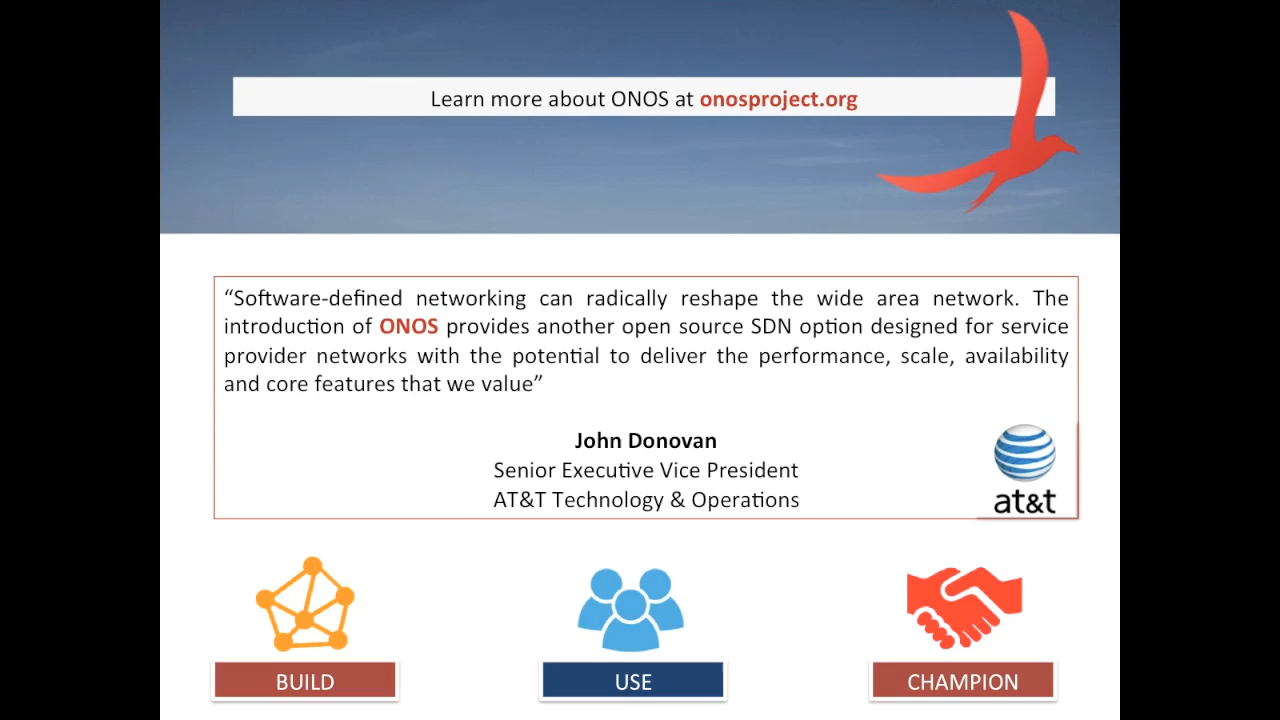 Learn more about ONOS at onosproject.org
“Software-defined networking can radically reshape the wide area network. The
introduction of ONOS provides another open source SDN option designed for service
provider networks with the potential to deliver the performance, scale, availability
and core features that we value”
John Donovan
Senior Executive Vice President
AT&T Technology & Operations
at&t
BUILD
USE
CHAMPION